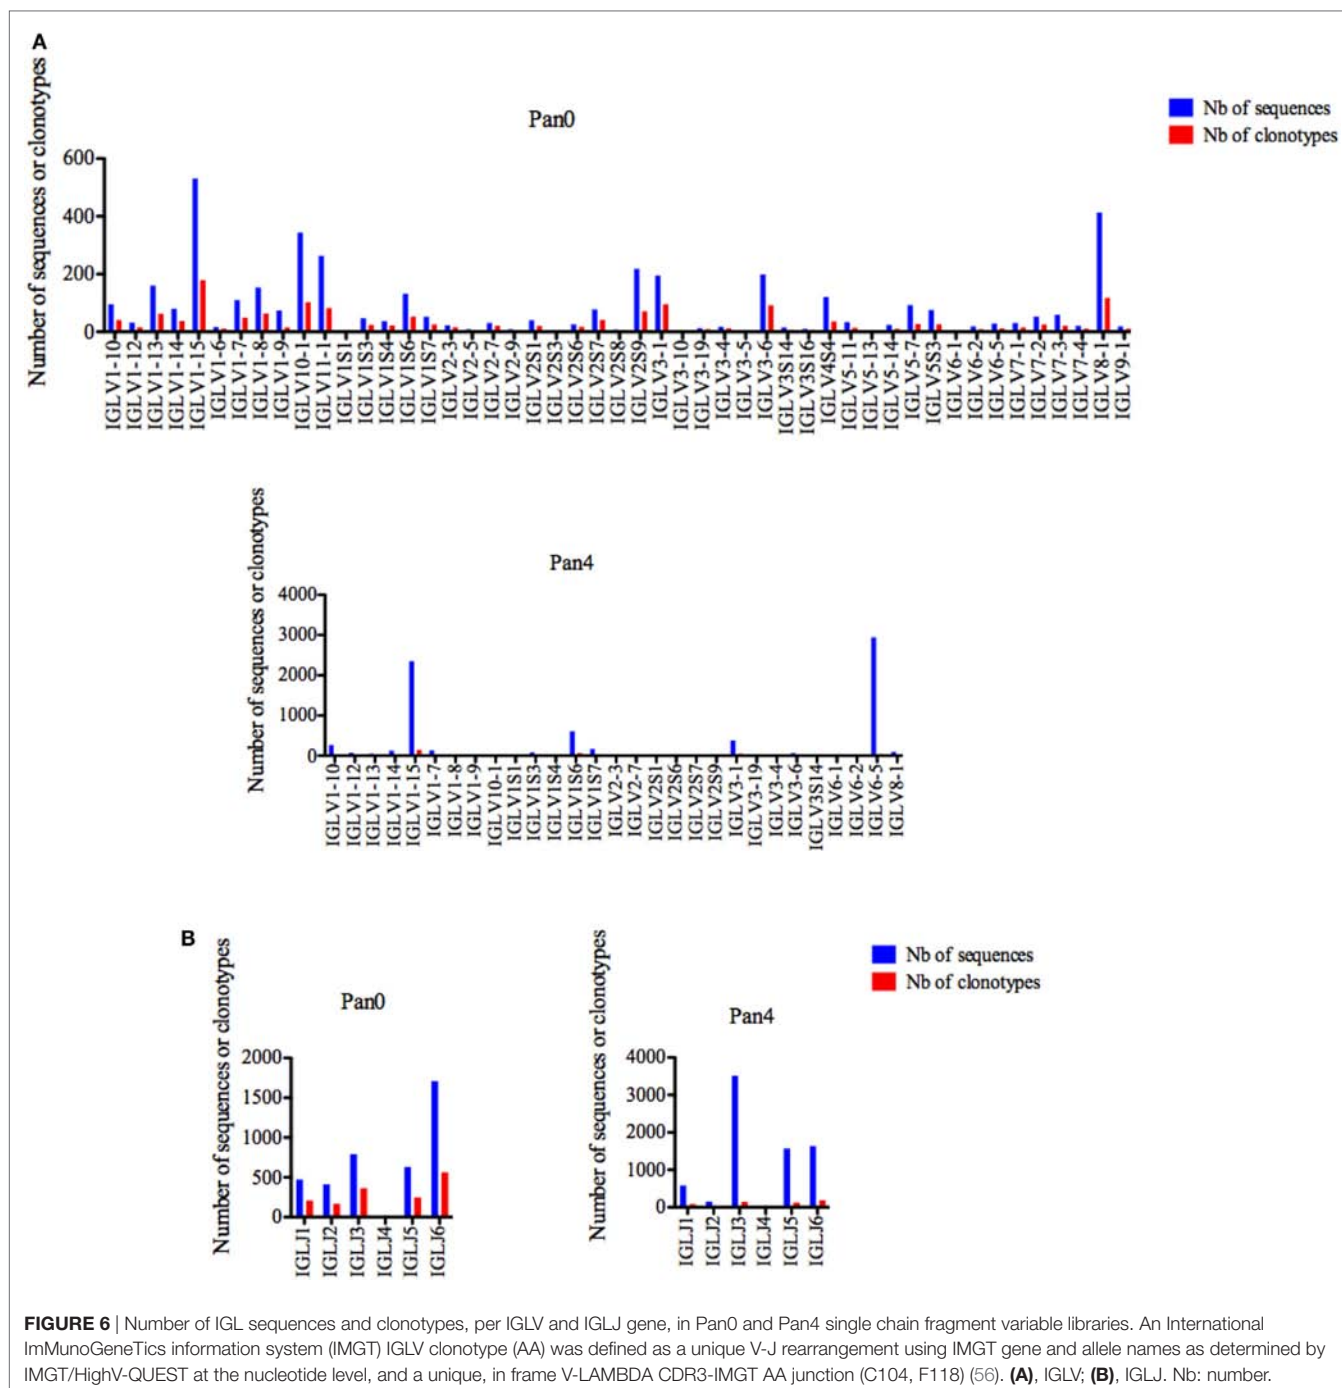 A
Number of sequences or clonotypes
Pan0
Nb of sequences
Nb of clonotypes
600
400
200
0
IGLV1-10
IGLV1-12
IGLV1-13
IGLV1-14
IGLV1-15
IGLV1-6
IGLV1-7
IGLV1-8
IGLV1-9
IGLV10-1
IGLV11-1
IGLV1S1
IGLV1S3
IGLV1S4
IGLV1S6
IGLV1S7
IGLV2-3
IGLV2-5
IGLV2-7
IGLV2-9
IGLV2S1
IGLV2S3
IGLV2S6
IGLV2S7
IGLV2S8
IGLV2S9
IGLV3-1
IGLV3-10
IGLV3-19
IGLV3-4
IGLV3-5
IGLV3-6
IGLV3S14
IGLV3S16
IGLV4S4
IGLV5-11
IGLV5-13
IGLV5-14
IGLV5-7
IGLV5S3
IGLV6-1
IGLV6-2
IGLV6-5
IGLV7-1
IGLV7-2
IGLV7-3
IGLV7-4
IGLV8-1
IGLV9-1
Number of sequences or clonotypes
Pan4
4000
3000
2000
1000
0
IGLV1-10
IGLV1-12
IGLV1-13
IGLV1-14
IGLV1-15
IGLV1-7
IGLV1-8
IGLV1-9
IGLV10-1
IGLV1S1
IGLV1S3
IGLV1S4
IGLV1S6
IGLV1S7
IGLV2-3
IGLV2-7
IGLV2S1
IGLV2S6
IGLV2S7
IGLV2S9
IGLV3-1
IGLV3-19
IGLV3-4
IGLV3-6
IGLV3S14
IGLV6-1
IGLV6-2
IGLV6-5
IGLV8-1
B
Number of sequences or clonotypes
Pan0
2000
1500
1000
500
0
IGLJ1
IGLJ2
IGLJ3
IGLJ4
IGLJ5
IGLJ6
Number of sequences or clonotypes
Pan4
Nb of sequences
Nb of clonotypes
4000
3000
2000
1000
0
IGLJ1
IGLJ2
IGLJ3
IGLJ4
IGLJ5
IGLJ6
FIGURE 6 | Number of IGL sequences and clonotypes, per IGLV and IGLJ gene, in Pan0 and Pan4 single chain fragment variable libraries. An International
ImMunoGeneTics information system (IMGT) IGLV clonotype (AA) was defined as a unique V-J rearrangement using IMGT gene and allele names as determined by
IMGT/HighV-QUEST at the nucleotide level, and a unique, in frame V-LAMBDA CDR3-IMGT AA junction (C104, F118) (56). (A), IGLV; (B), IGLJ. Nb: number.